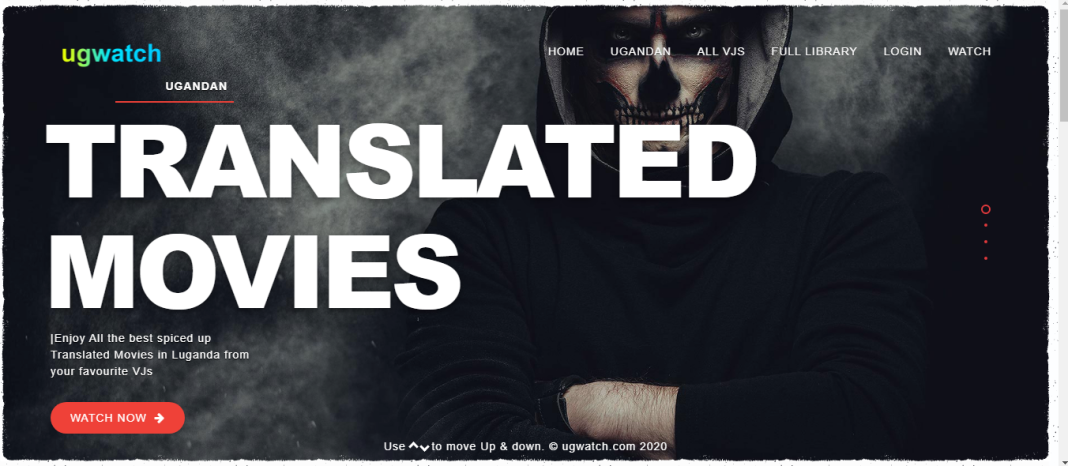 ugwatch
HOME UGANDAN ALL VJS FULL LIBRARY LOGIN WATCH
UGANDAN
TRANSLATED
MOVIES
|Enjoy All the best spiced up
Translated Movies in Luganda from
your favourite VJs
WATCH NOW
Use to move Up & down. © ugwatch.com 2020